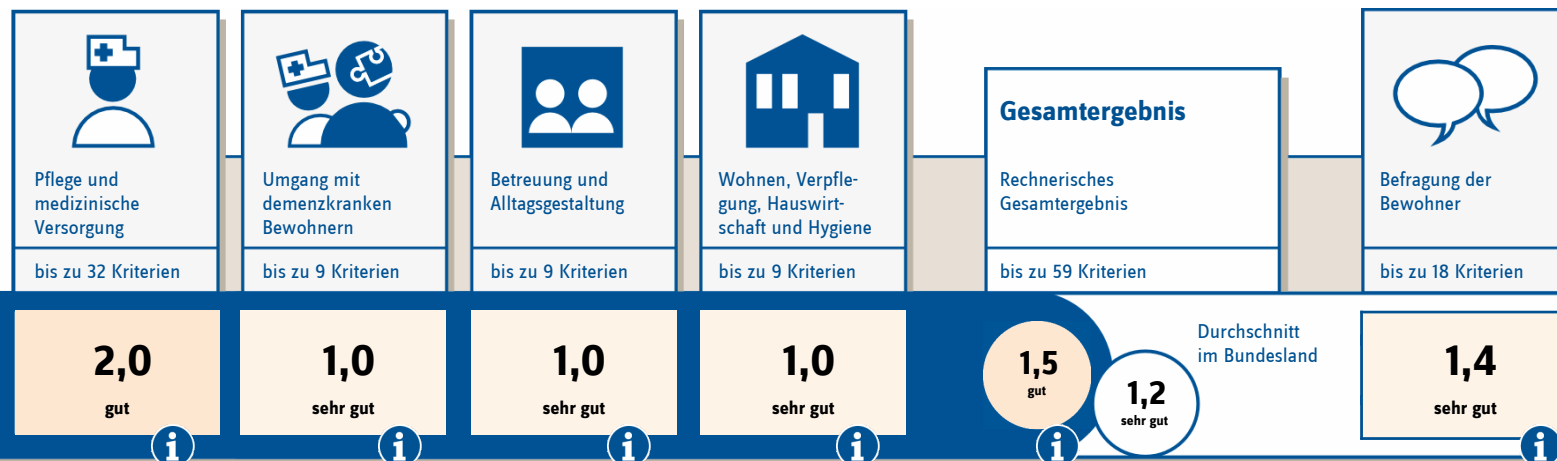 Pflege und
medizinische
Versorgung
bis zu 32 Kriterien
2,0
gut
Umgang mit
demenzkranken
Bewohnern
bis zu 9 Kriterien
1,0
sehr gut
Betreuung und
Alltagsgestaltung
bis zu 9 Kriterien
1,0
sehr gut
Wohnen, Verpfle-
gung, Hauswirt-
schaft und Hygiene
bis zu 9 Kriterien
1,0
sehr gut
Gesamtergebnis
Rechnerisches
Gesamtergebnis
bis zu 59 Kriterien
1,5
gut
Durchschnitt
im Bundesland
1,2
sehr gut
Befragung der
Bewohner
bis zu 18 Kriterien
1,4
sehr gut
i
i
i
i
i
i